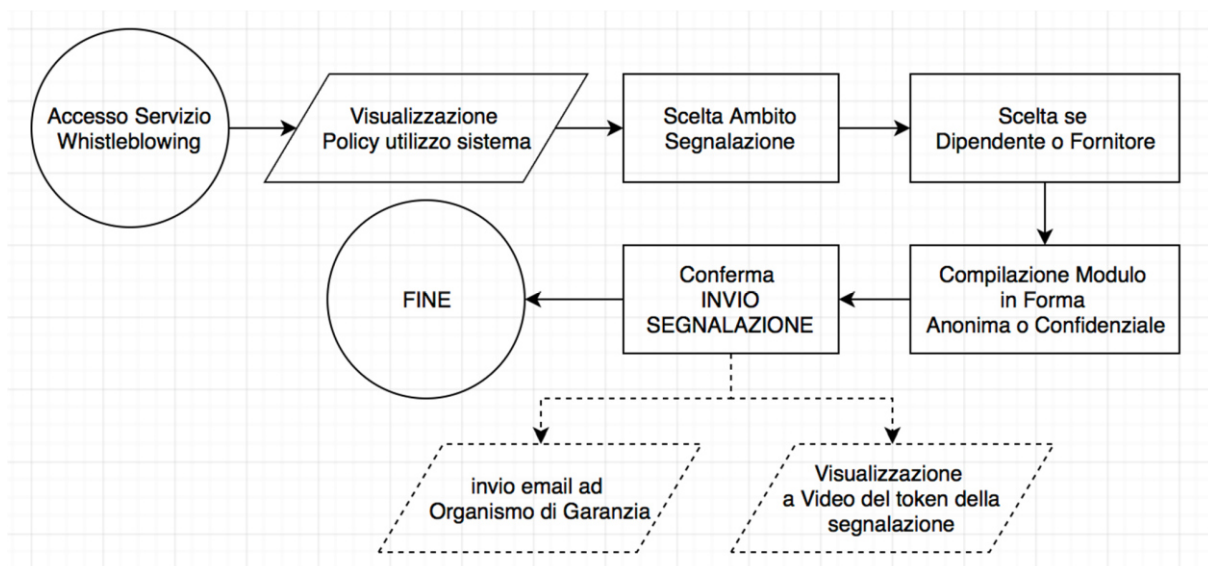 Accesso Servizio
Whistleblowing
Visualizzazione
Policy utilizzo sistema
Scelta Ambito
Segnalazione
Scelta se
Dipendente o Fornitore
FINE
Conferma
INVIO
SEGNALAZIONE
Compilazione Modulo
in Forma
Anonima o Confidenziale
invio email ad
Organismo di Garanzia
Visualizzazione
a Video del token della
segnalazione